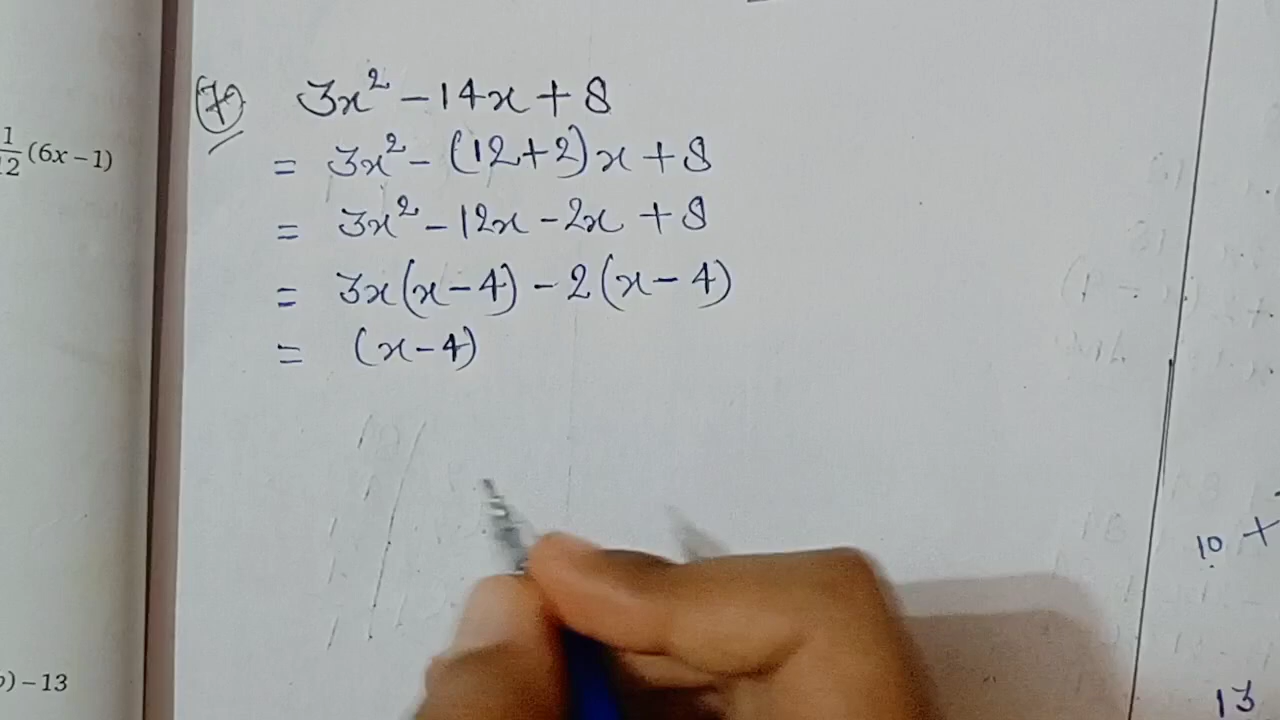 1/12 (6x – 1)
(7) 3x² – 14x + 8
= 3x² – (12+2)x + 8
= 3x² – 12x – 2x + 8
= 3x(x – 4) – 2(x – 4)
= (x – 4)
10 +
) – 13
13